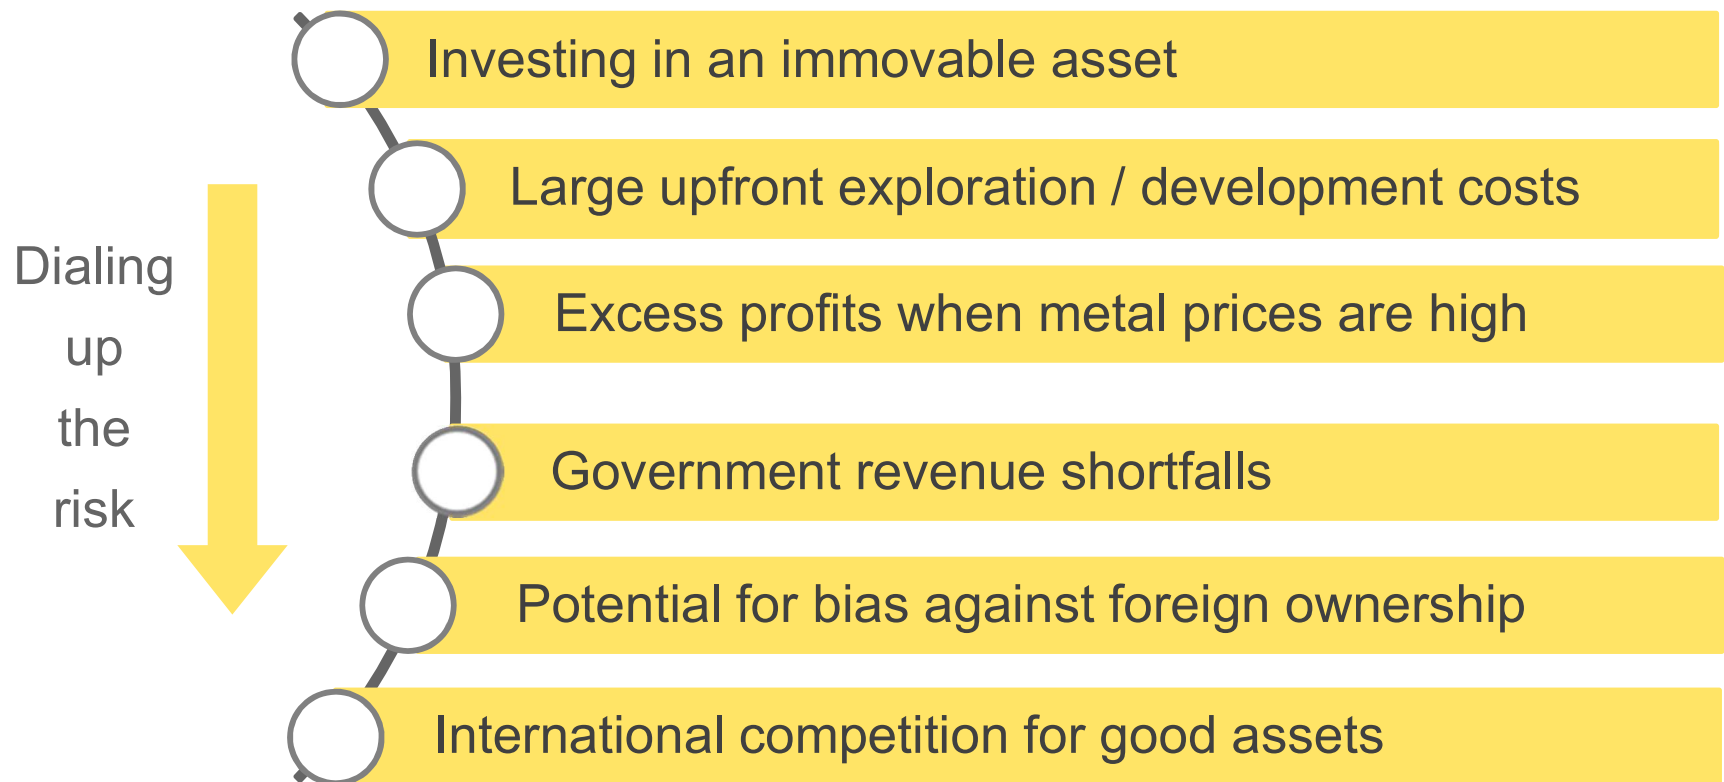 Investing in an immovable asset
Large upfront exploration / development costs
Excess profits when metal prices are high
Government revenue shortfalls
Potential for bias against foreign ownership
International competition for good assets
Dialing
up
the
risk